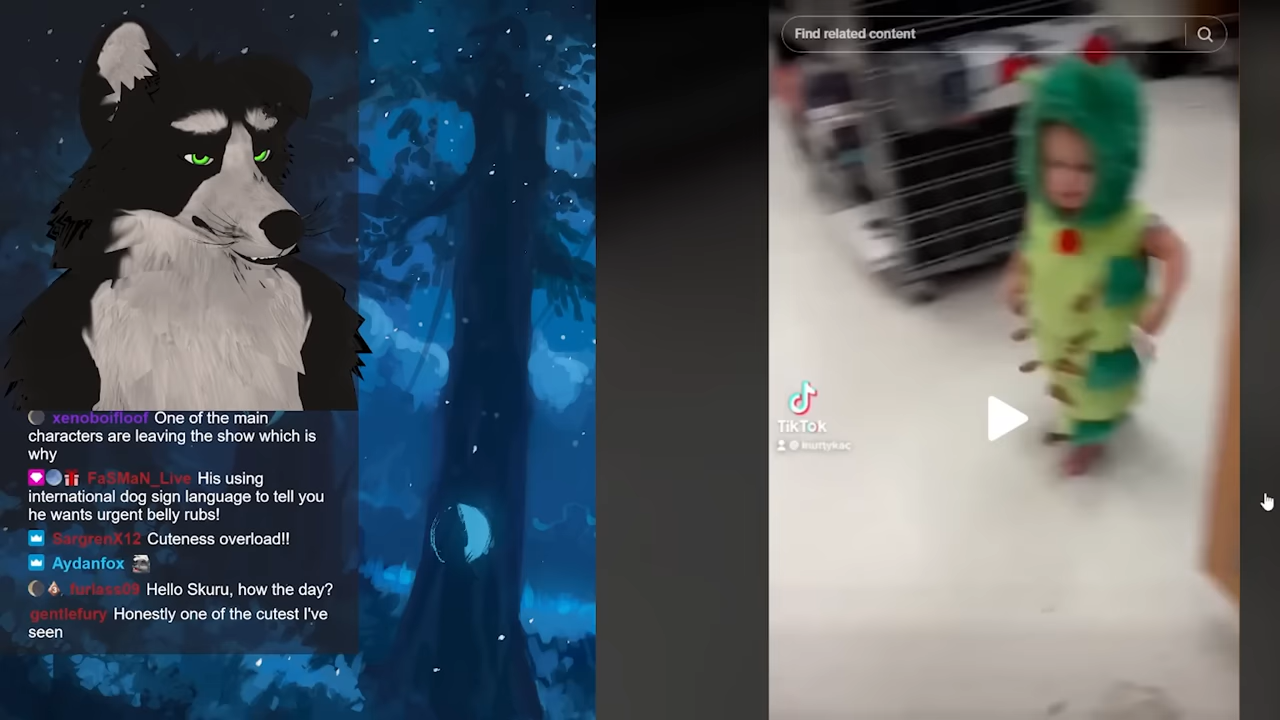 Find related content
xenoboifloof One of the main
characters are leaving the show which is
why
FaSMaN_Live His using
international dog sign language to tell you
he wants urgent belly rubs!
SargrenX12 Cuteness overload!!
Aydanfox
furiass09 Hello Skuru, how the day?
gentlefury Honestly one of the cutest I've
seen
TikTok